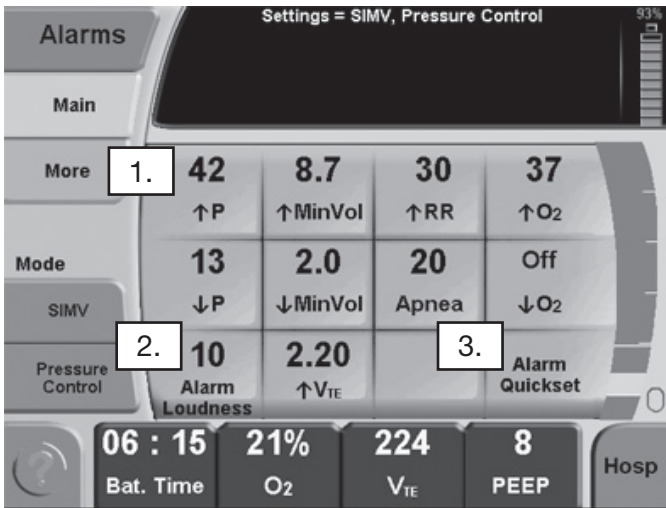 Settings = SIMV, Pressure Control
93%
Alarms
Main
More
Mode
SIMV
Pressure
Control
1.
42
↑P
8.7
↑MinVol
30
↑RR
37
↑O2
13
↓P
2.0
↓MinVol
20
Apnea
Off
↓O2
2.
10
Alarm
Loudness
2.20
↑VTE
3.
Alarm
Quickset
06 : 15
Bat. Time
21%
O2
224
VTE
8
PEEP
?
Hosp